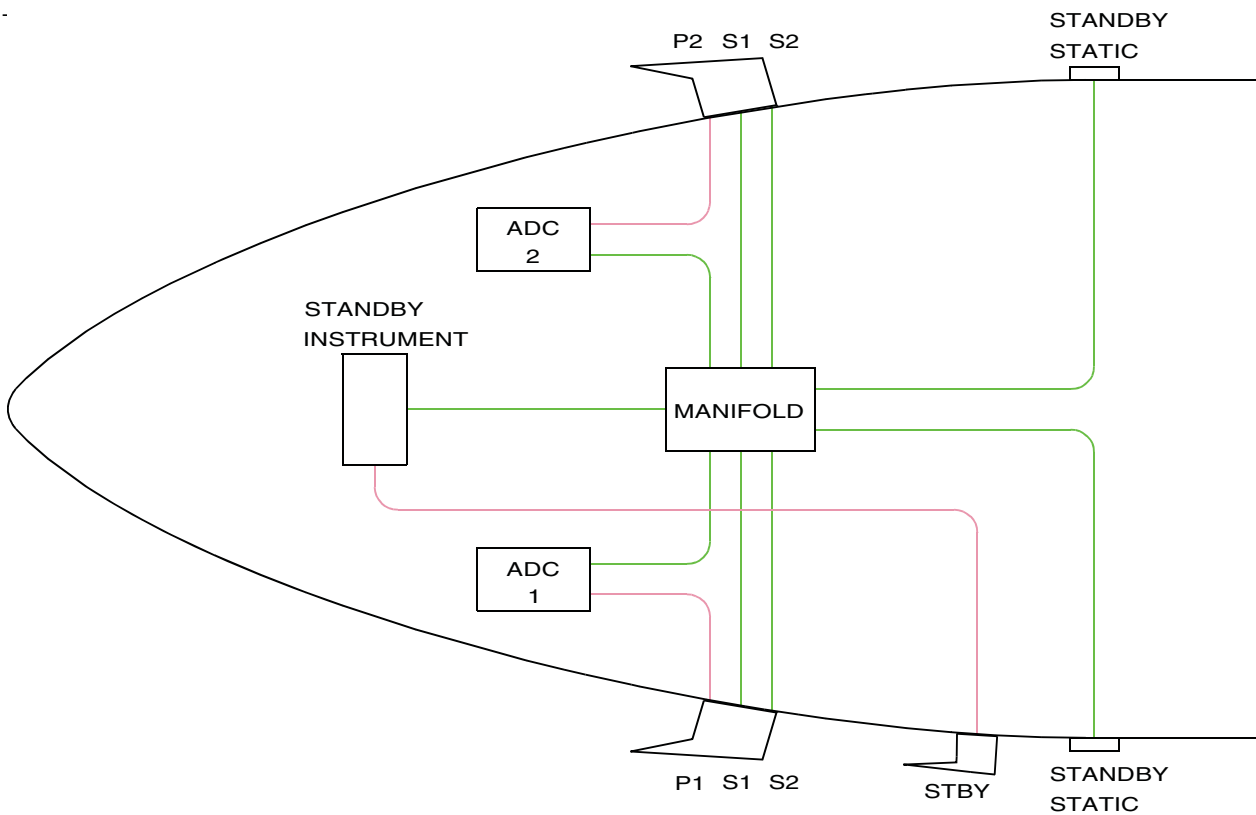 -
STANDBY
STATIC
P2 S1 S2
ADC
2
STANDBY
INSTRUMENT
MANIFOLD
ADC
1
P1 S1 S2
STBY
STANDBY
STATIC